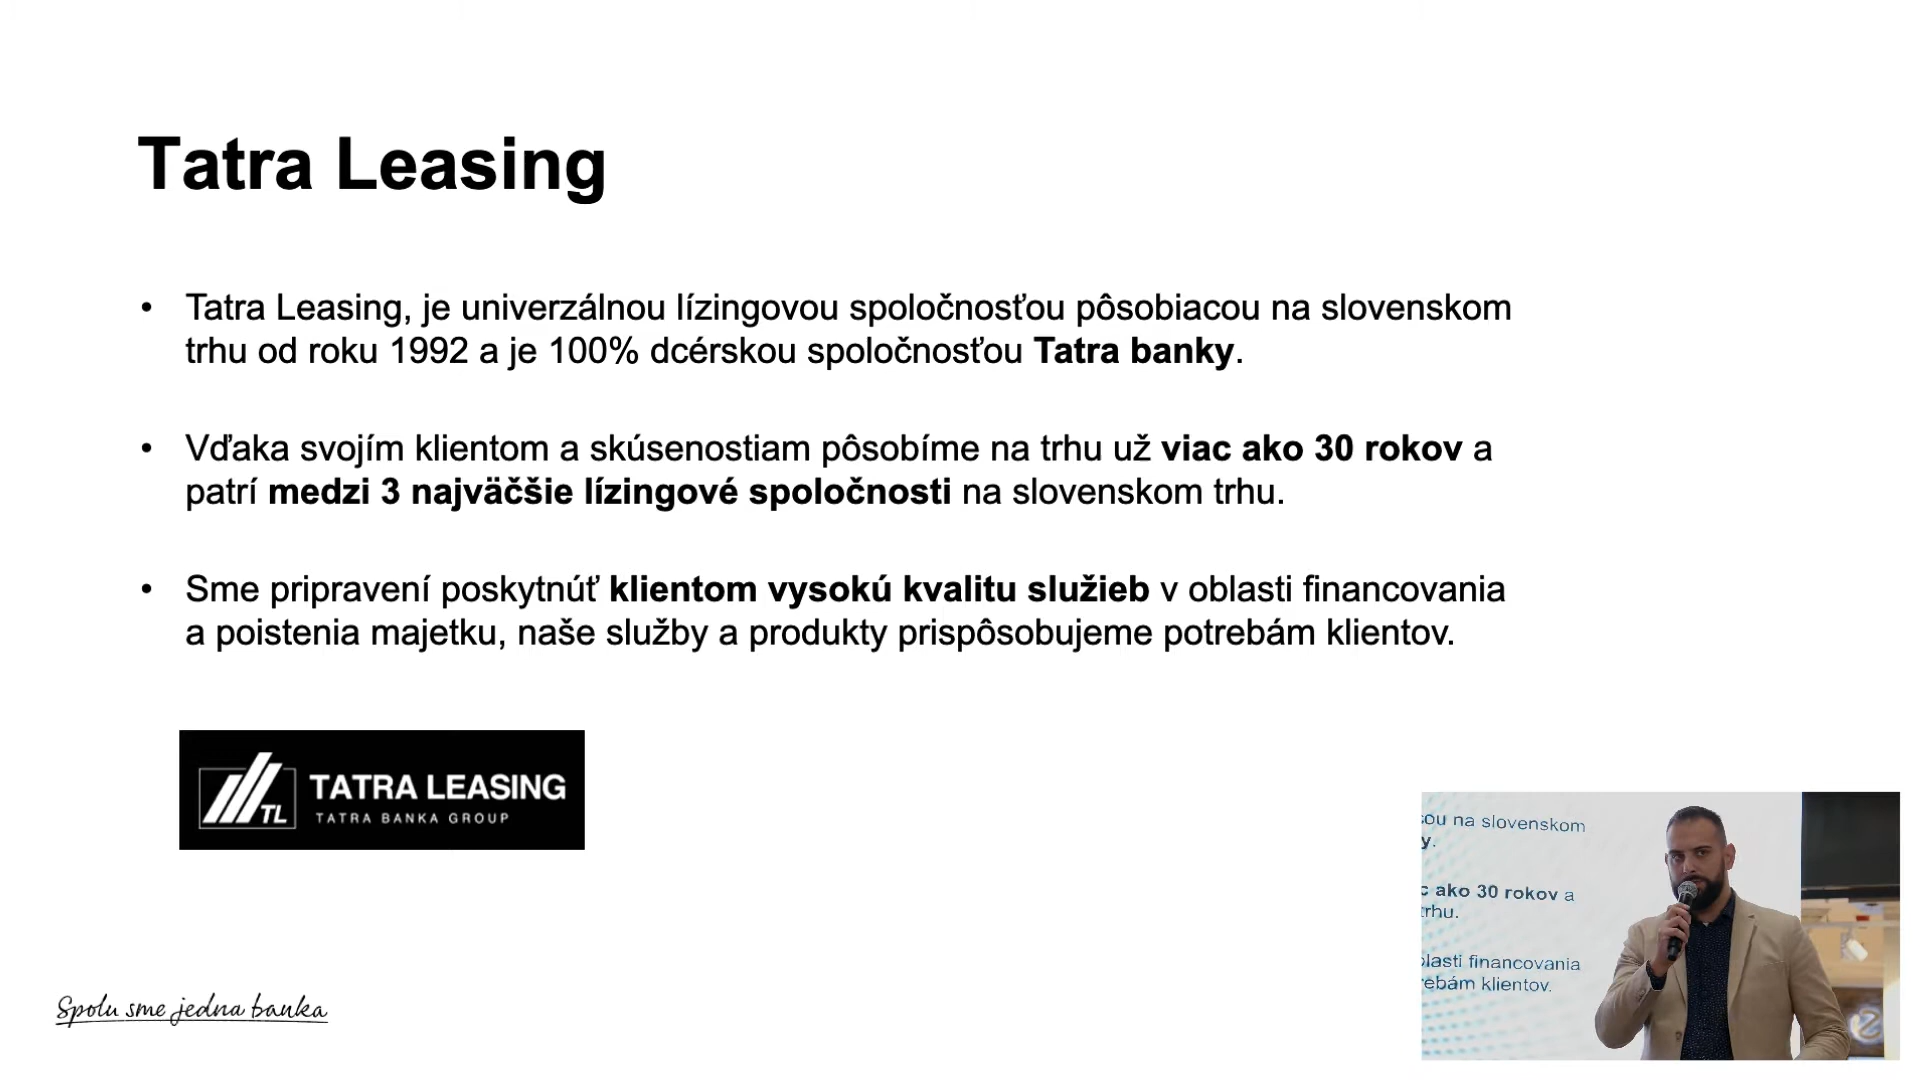 Tatra Leasing
• Tatra Leasing, je univerzálnou lízingovou spoločnosťou pôsobiacou na slovenskom
trhu od roku 1992 a je 100% dcérskou spoločnosťou Tatra banky.
• Vďaka svojím klientom a skúsenostiam pôsobíme na trhu už viac ako 30 rokov a
patrí medzi 3 najväčšie lízingové spoločnosti na slovenskom trhu.
• Sme pripravení poskytnúť klientom vysokú kvalitu služieb v oblasti financovania
a poistenia majetku, naše služby a produkty prispôsobujeme potrebám klientov.
TL
TATRA LEASING
TATRA BANKA GROUP
Spolu sme jedna banka
ou na slovenskom
y.
c ako 30 rokov a
trhu.
lasti financovania
ebám klientov.